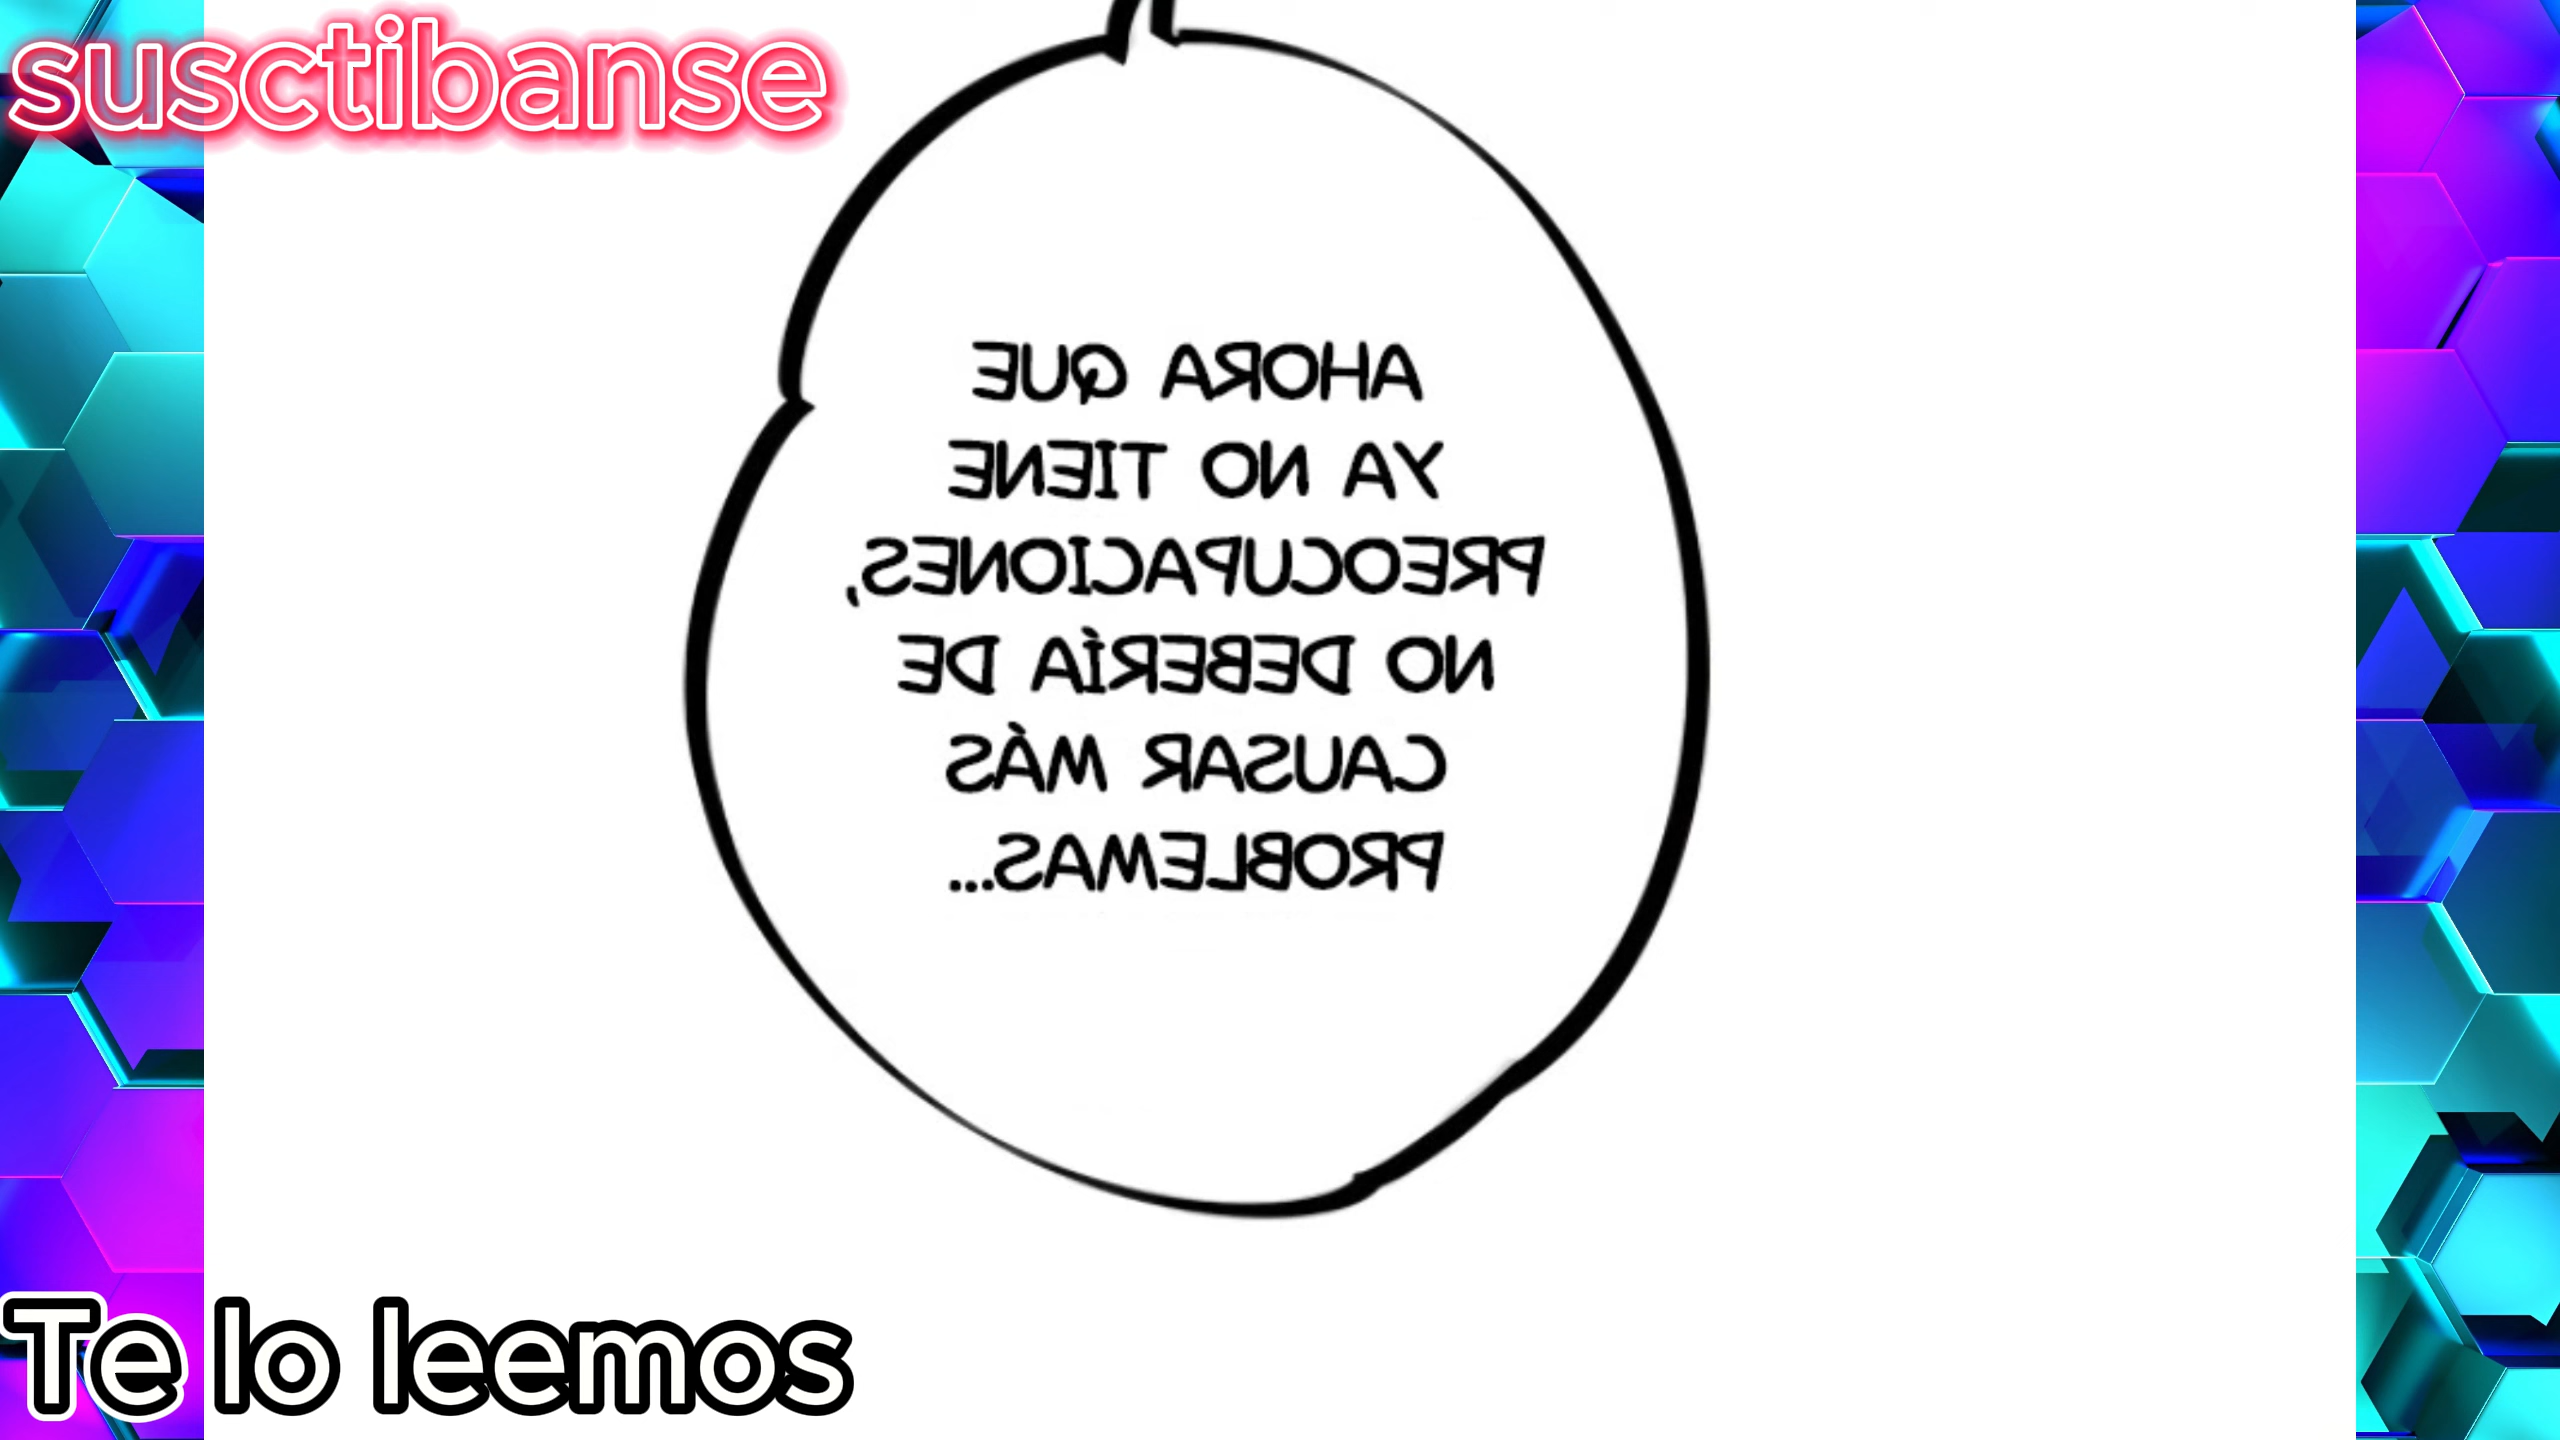 susctibanse
AHORA QUE
YA NO TIENE
PREOCUPACIONES,
NO DEBERÍA DE
CAUSAR MÁS
PROBLEMAS...
Te lo leemos